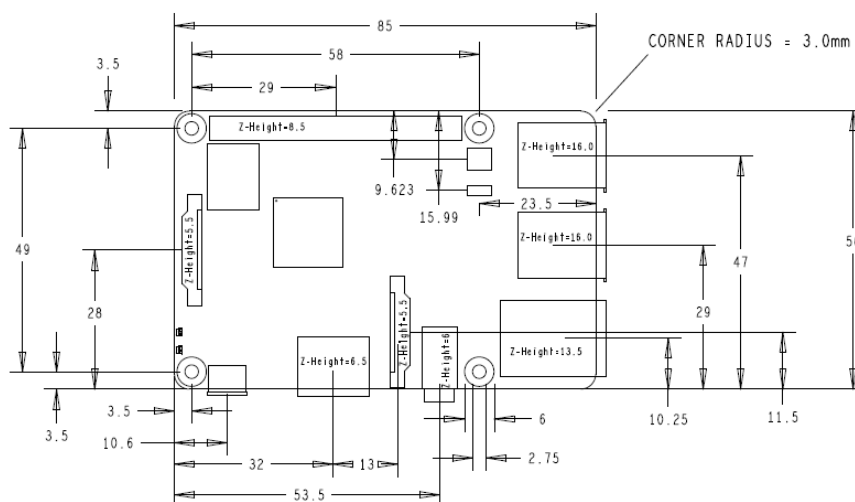 85
CORNER RADIUS = 3.0mm
58
3.5
29
Z-Height=8.5
Z-Height=16.0
9.623
15.99
23.5
Z-Height=5.5
Z-Height=16.0
49
47
28
29
Z-Height=5.5
Z-Height=6.5
Z-Height=6
Z-Height=13.5
3.5
3.5
10.6
6
10.25
11.5
32
13
2.75
53.5